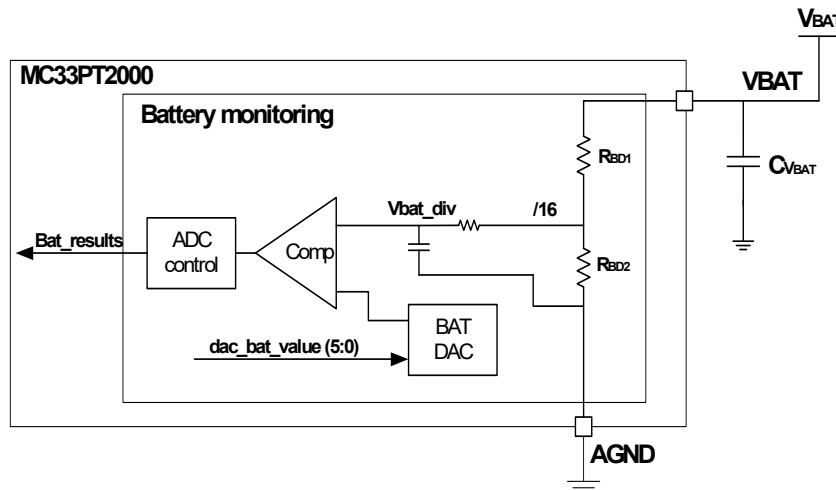 VBAT
MC33PT2000
VBAT
Battery monitoring
RBD1
CVBAT
Vbat_div
/16
Bat_results
ADC
control
Comp
RBD2
BAT
DAC
dac_bat_value (5:0)
AGND